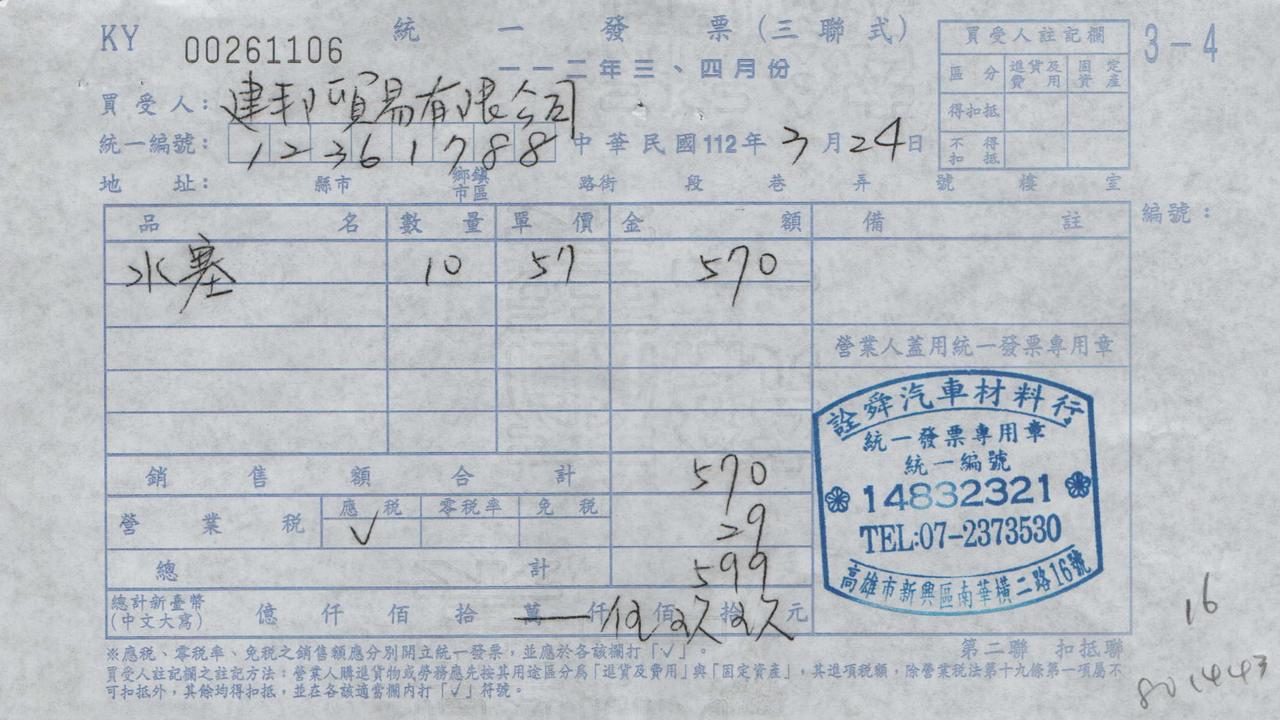 KY 00261106 統一發票(三聯式) 3-4
一一二年三、四月份
買受人註記欄
區分 進貨及費用 固定資產
得扣抵
不得扣抵
買受人:建邦貿易有限公司
統一編號:12361788 中華民國112年3月24日
地址: 縣市 鄉鎮市區 路街 段 巷 弄 號 樓 室
品名 數量 單價 金額 備註 編號:
水塞 10 57 570
營業人蓋用統一發票專用章
詮舜汽車材料行
統一發票專用章
統一編號
14832321
TEL:07-2373530
高雄市新興區南華橫二路16號
銷售額合計 570
營業稅 應稅 √ 零稅率 免稅 29
總計 599
總計新臺幣(中文大寫) 億 仟 佰 拾 萬 仟 伍 佰 玖 拾 玖 元
※應稅、零稅率、免稅之銷售額應分別開立統一發票,並應於各該欄打「√」。 第二聯 扣抵聯
買受人註記欄之註記方法:營業人購進貨物或勞務應先按其用途區分為「進貨及費用」與「固定資產」,其進項稅額,除營業稅法第十九條第一項屬不
可扣抵外,其餘均得扣抵,並在各該適當欄內打「√」符號。
16
801443